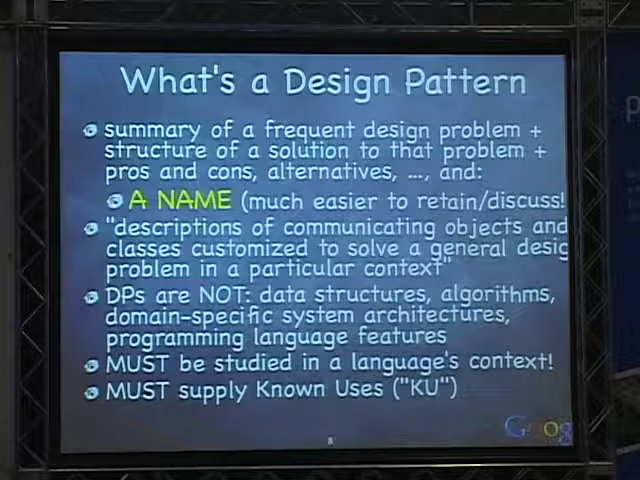 What's a Design Pattern
summary of a frequent design problem +
structure of a solution to that problem +
pros and cons, alternatives, ..., and:
A NAME (much easier to retain/discuss!
"descriptions of communicating objects and
classes customized to solve a general desig
problem in a particular context"
DPs are NOT: data structures, algorithms,
domain-specific system architectures,
programming language features
MUST be studied in a language's context!
MUST supply Known Uses ("KU")
Goog
8